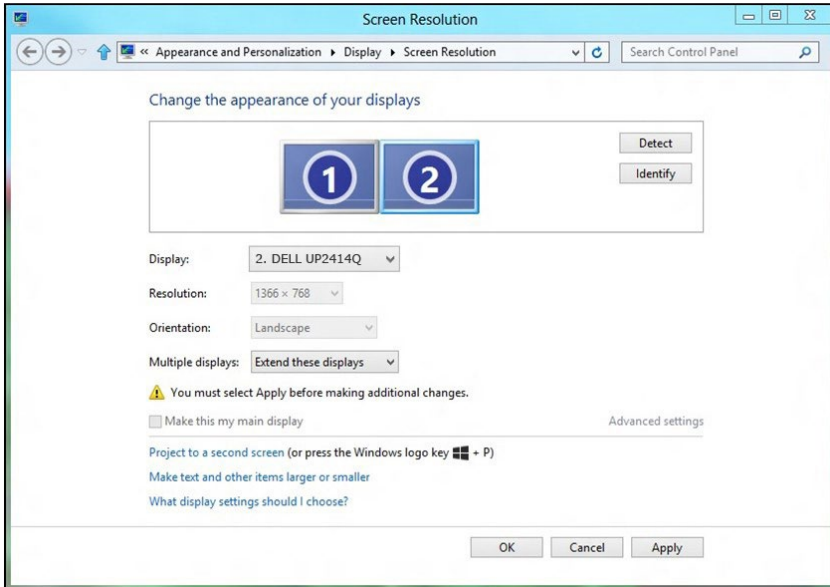 Screen Resolution
« Appearance and Personalization ▸ Display ▸ Screen Resolution Search Control Panel
Change the appearance of your displays
1 2
Detect
Identify
Display: 2. DELL UP2414Q
Resolution: 1366 × 768
Orientation: Landscape
Multiple displays: Extend these displays
You must select Apply before making additional changes.
Make this my main display Advanced settings
Project to a second screen (or press the Windows logo key + P)
Make text and other items larger or smaller
What display settings should I choose?
OK Cancel Apply